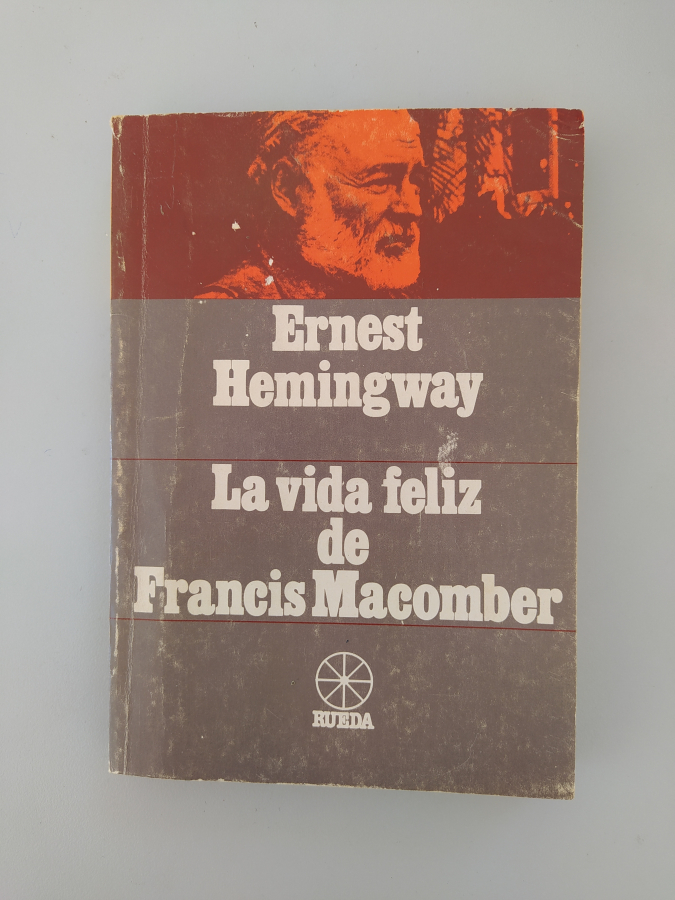 Ernest
Hemingway
La vida feliz
de
Francis Macomber
RUEDA